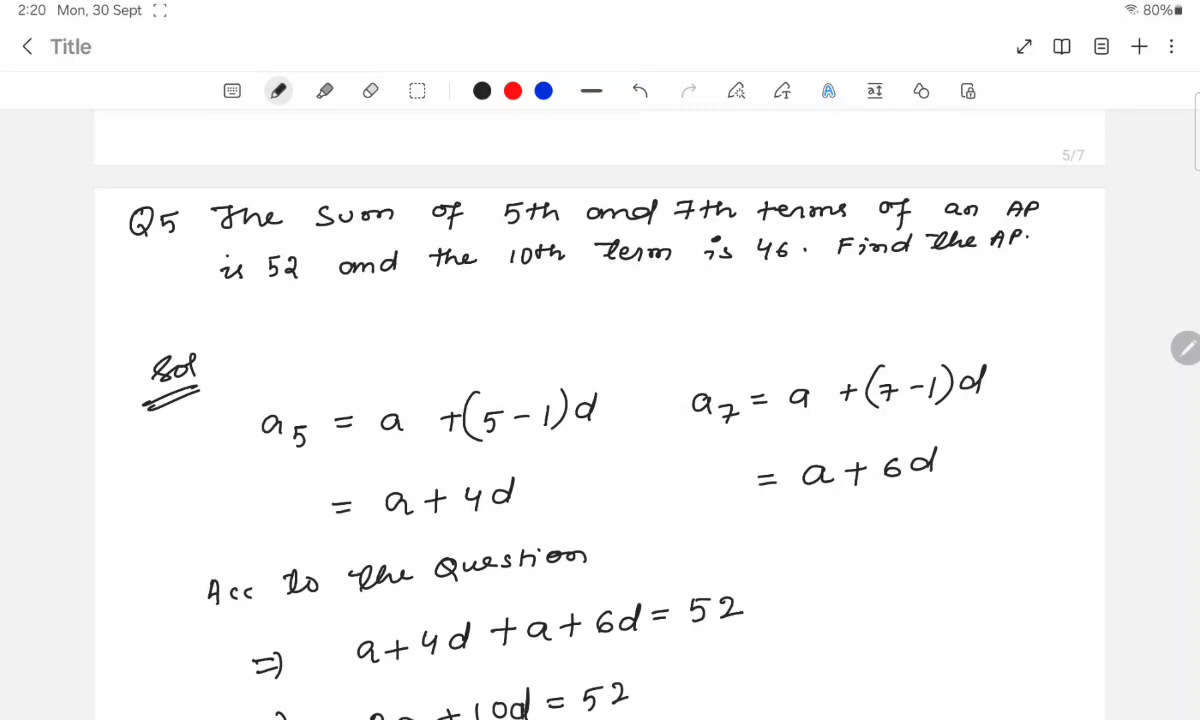 2:20 Mon, 30 Sept
80%
Title
5/7
Q5 The sum of 5th and 7th terms of an AP
is 52 and the 10th term is 46. Find the AP.
Sol
a5 = a +(5-1)d
a7 = a +(7-1)d
= a + 4d
= a + 6d
Acc to the Question
⇒ a + 4d + a + 6d = 52
+ 10d = 52